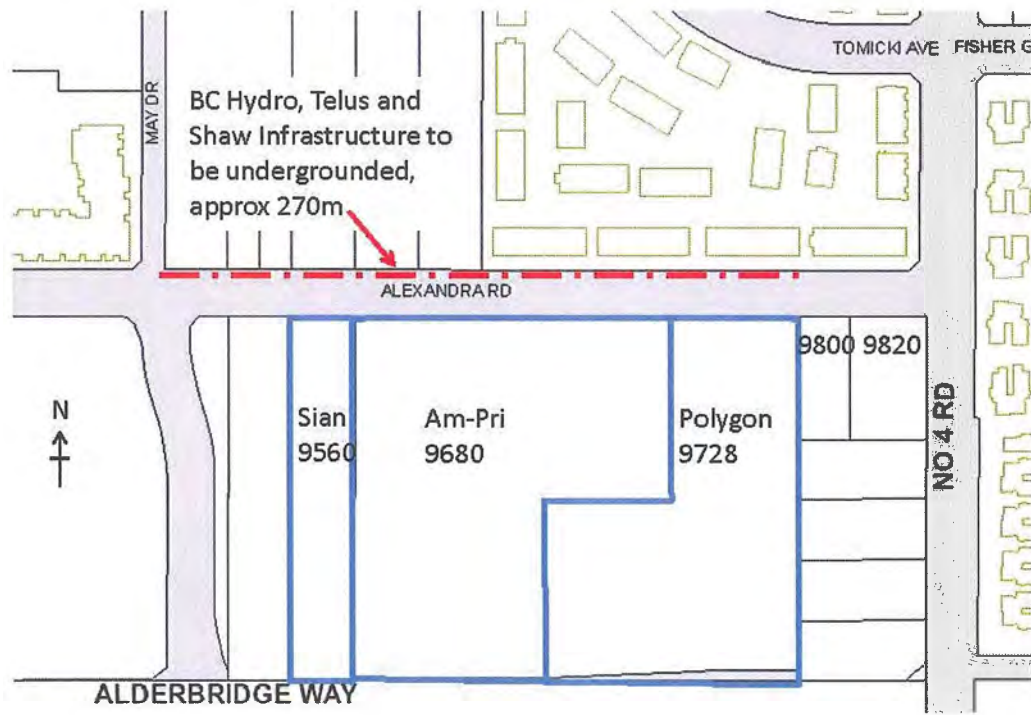 TOMICKI AVE FISHER G
MAY DR
BC Hydro, Telus and
Shaw Infrastructure to
be undergrounded,
approx 270m
ALEXANDRA RD
9800 9820
Sian
9560
Am-Pri
9680
Polygon
9728
N
NO 4 RD
ALDERBRIDGE WAY